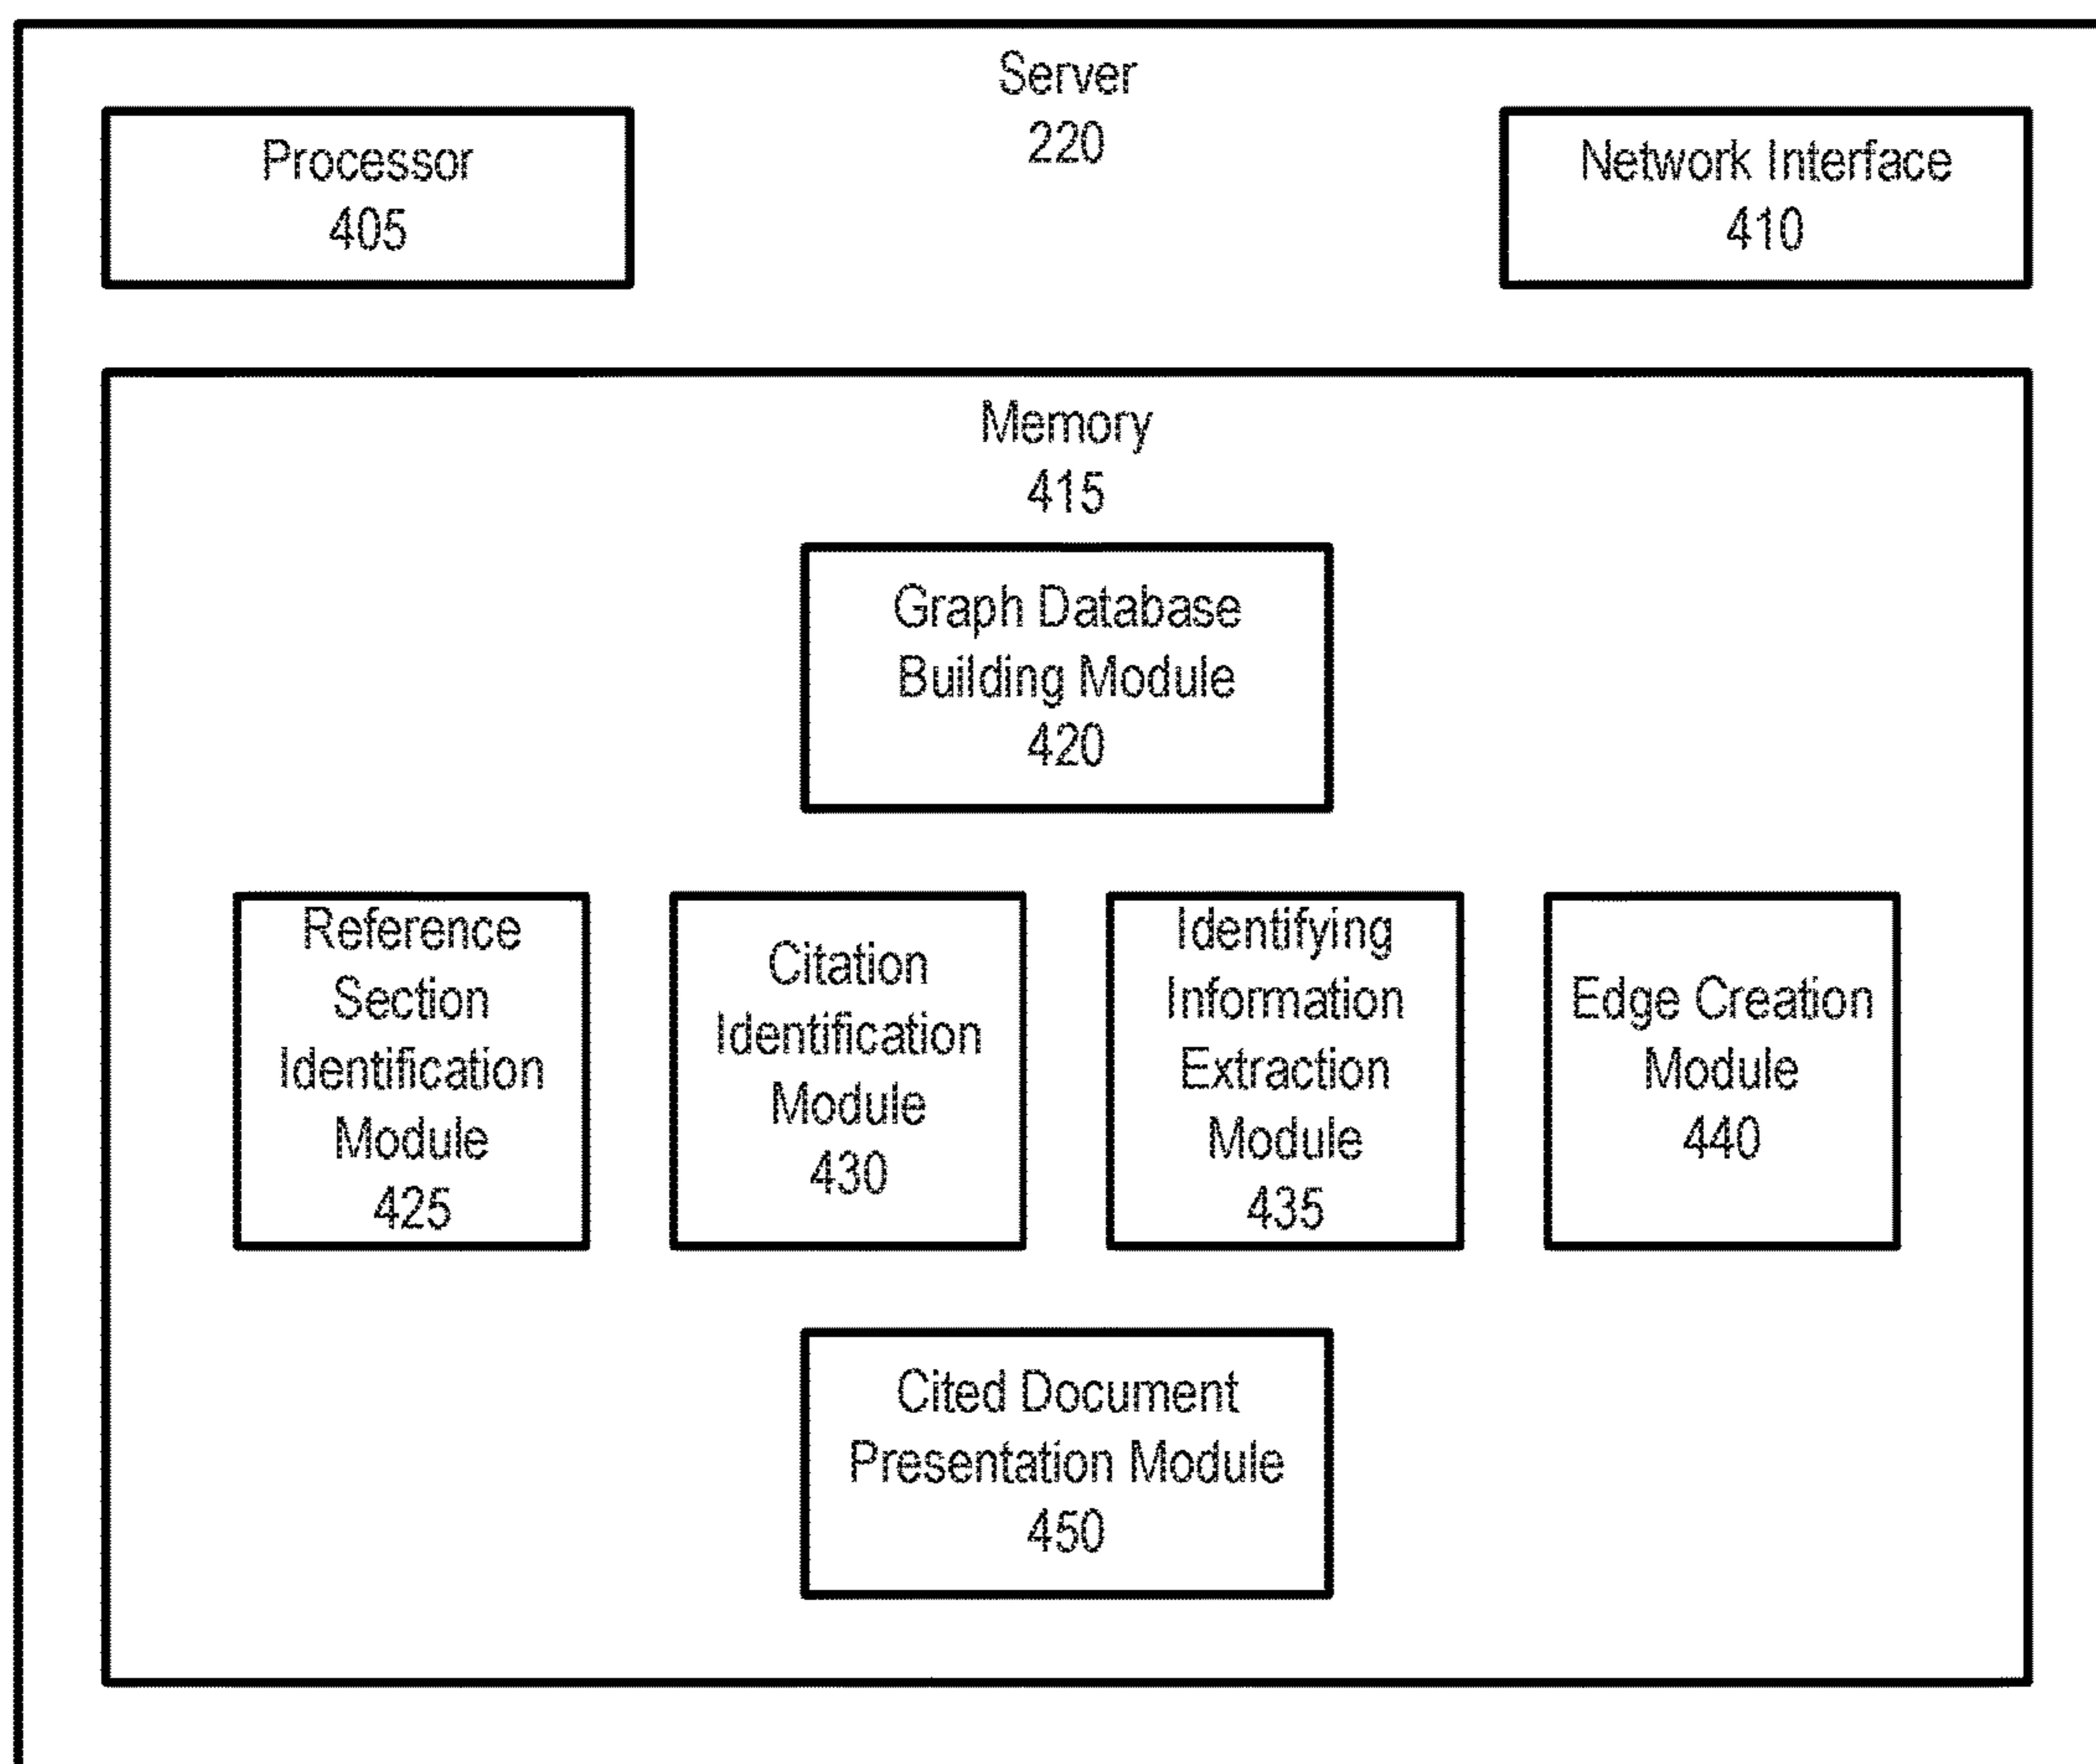 Server
220
Processor
405
Network Interface
410
Memory
415
Graph Database
Building Module
420
Reference
Section
Identification
Module
425
Citation
Identification
Module
430
Identifying
Information
Extraction
Module
435
Edge Creation
Module
440
Cited Document
Presentation Module
450